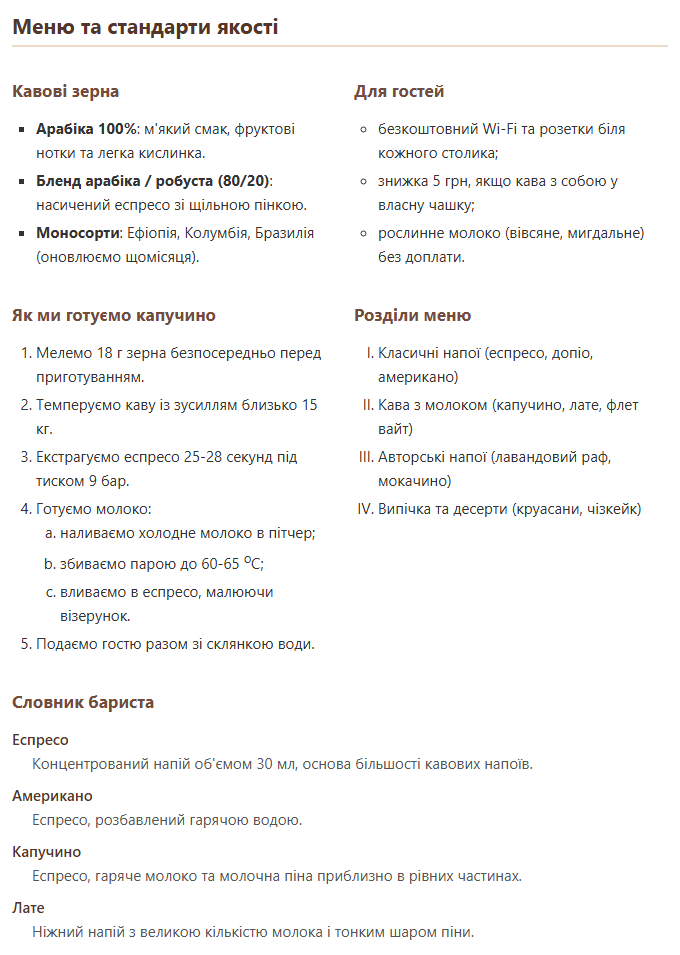 Меню та стандарти якості
Кавові зерна
▪ Арабіка 100%: м'який смак, фруктові
нотки та легка кислинка.
▪ Бленд арабіка / робуста (80/20):
насичений еспресо зі щільною пінкою.
▪ Моносорти: Ефіопія, Колумбія, Бразилія
(оновлюємо щомісяця).
Для гостей
◦ безкоштовний Wi-Fi та розетки біля
кожного столика;
◦ знижка 5 грн, якщо кава з собою у
власну чашку;
◦ рослинне молоко (вівсяне, мигдальне)
без доплати.
Як ми готуємо капучино
1. Мелемо 18 г зерна безпосередньо перед
приготуванням.
2. Темперуємо каву із зусиллям близько 15
кг.
3. Екстрагуємо еспресо 25-28 секунд під
тиском 9 бар.
4. Готуємо молоко:
a. наливаємо холодне молоко в пітчер;
b. збиваємо парою до 60-65 ᴼС;
c. вливаємо в еспресо, малюючи
візерунок.
5. Подаємо гостю разом зі склянкою води.
Розділи меню
I. Класичні напої (еспресо, допіо,
американо)
II. Кава з молоком (капучино, лате, флет
вайт)
III. Авторські напої (лавандовий раф,
мокачино)
IV. Випічка та десерти (круасани, чізкейк)
Словник бариста
Еспресо
Концентрований напій об'ємом 30 мл, основа більшості кавових напоїв.
Американо
Еспресо, розбавлений гарячою водою.
Капучино
Еспресо, гаряче молоко та молочна піна приблизно в рівних частинах.
Лате
Ніжний напій з великою кількістю молока і тонким шаром піни.